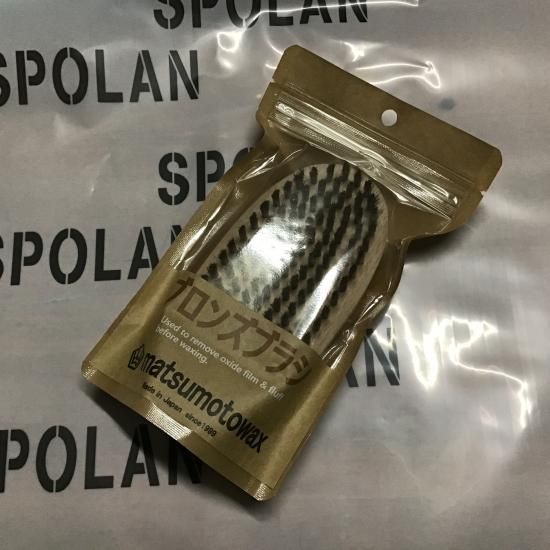 SPOLAN
SPOLAN
SPOLAN
SPOLAN
ブロンズブラシ
Used to remove oxide film & fluff
before waxing.
matsumotowax
Made in Japan since 1999
AN
SPOLAN